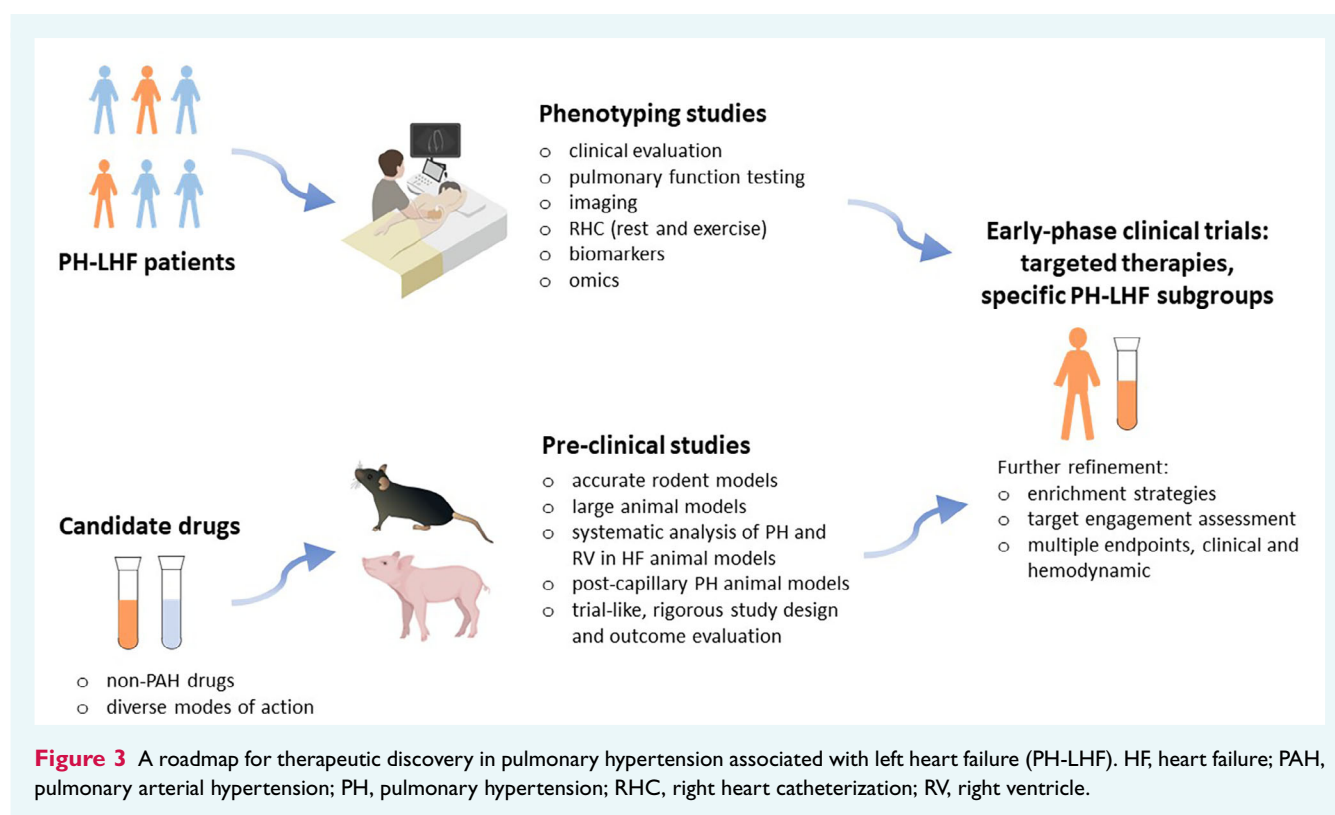 PH-LHF patients
Phenotyping studies
o clinical evaluation
o pulmonary function testing
o imaging
o RHC (rest and exercise)
o biomarkers
o omics
Candidate drugs
o non-PAH drugs
o diverse modes of action
Pre-clinical studies
o accurate rodent models
o large animal models
o systematic analysis of PH and
RV in HF animal models
o post-capillary PH animal models
o trial-like, rigorous study design
and outcome evaluation
Early-phase clinical trials:
targeted therapies,
specific PH-LHF subgroups
Further refinement:
o enrichment strategies
o target engagement assessment
o multiple endpoints, clinical and
hemodynamic
Figure 3 A roadmap for therapeutic discovery in pulmonary hypertension associated with left heart failure (PH-LHF). HF, heart failure; PAH,
pulmonary arterial hypertension; PH, pulmonary hypertension; RHC, right heart catheterization; RV, right ventricle.